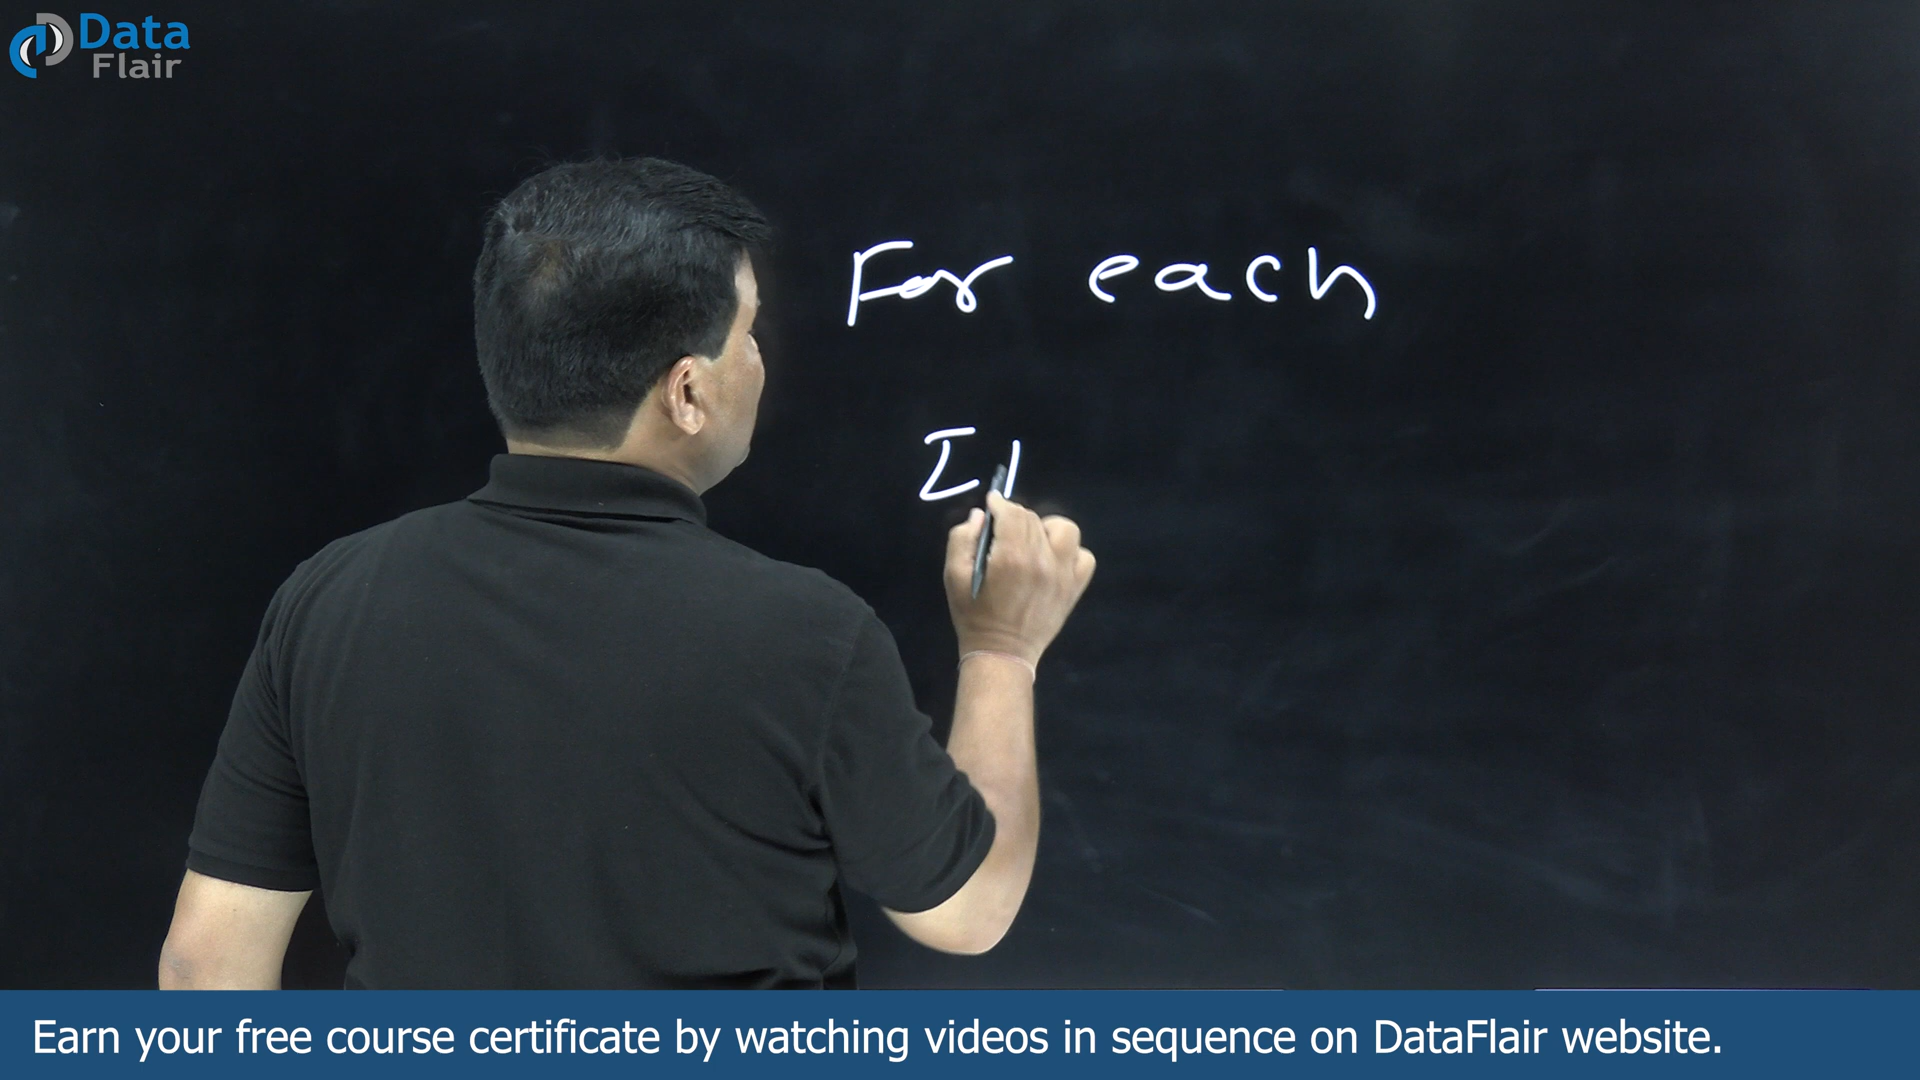 Data
Flair
For each
I
Earn your free course certificate by watching videos in sequence on DataFlair website.